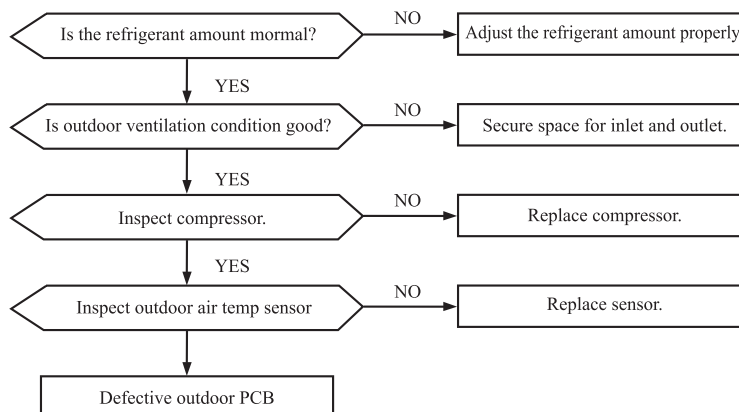 Is the refrigerant amount mormal?
NO
Adjust the refrigerant amount properly
YES
Is outdoor ventilation condition good?
NO
Secure space for inlet and outlet.
YES
Inspect compressor.
NO
Replace compressor.
YES
Inspect outdoor air temp sensor
NO
Replace sensor.
Defective outdoor PCB